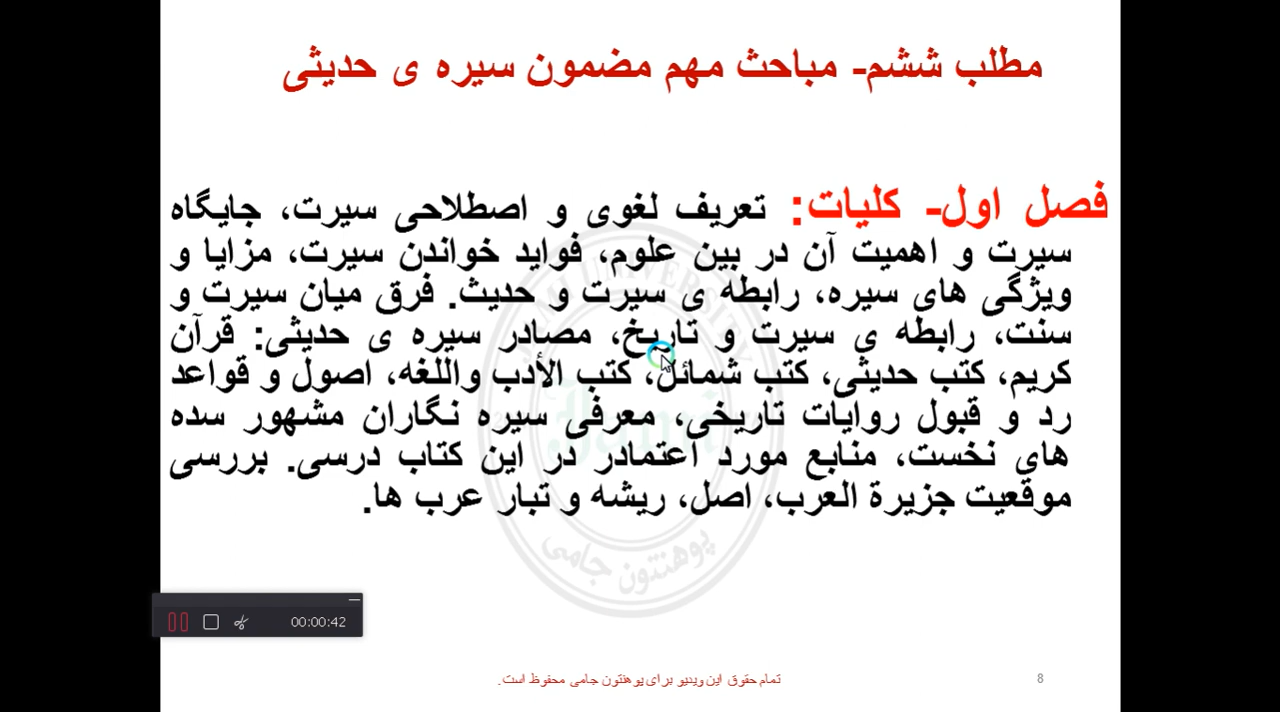 مطلب ششم- مباحث مهم مضمون سیره ی حدیثی
فصل اول- کلیات: تعریف لغوی و اصطلاحی سیرت، جایگاه
سیرت و اهمیت آن در بین علوم، فواید خواندن سیرت، مزایا و
ویژگی های سیره، رابطه ی سیرت و حدیث. فرق میان سیرت و
سنت، رابطه ی سیرت و تاریخ، مصادر سیره ی حدیثی: قرآن
کریم، کتب حدیثی، کتب شمائل، کتب الأدب واللغه، اصول و قواعد
رد و قبول روایات تاریخی، معرفی سیره نگاران مشهور سده
های نخست، منابع مورد اعتمادر در این کتاب درسی. بررسی
موقعیت جزیرة العرب، اصل، ریشه و تبار عرب ها.
پوهنتون جامی
00:00:42
تمام حقوق این ویدیو برای پوهنتون جامی محفوظ است.
8